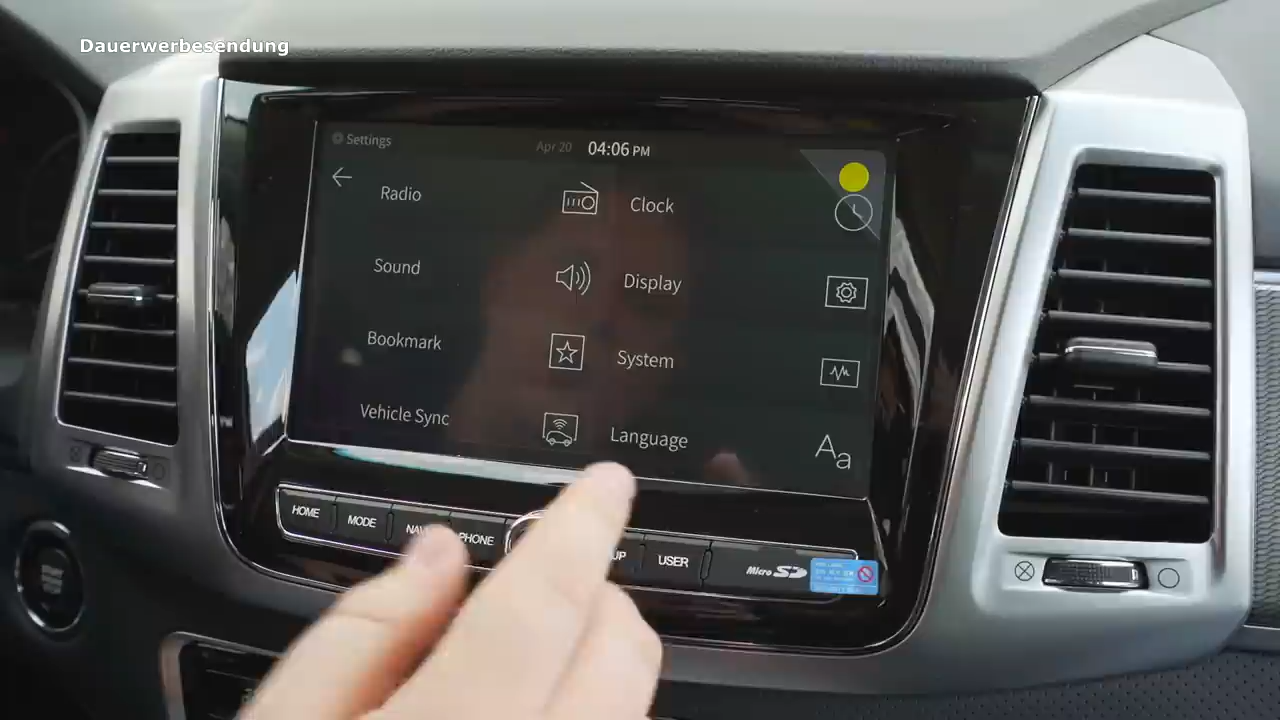 Dauerwerbesendung
Settings
Apr 20 04:06 PM
Radio
Clock
Sound
Display
Bookmark
System
Vehicle Sync
Language
Aa
HOME
MODE
PHONE
USER
Micro SD